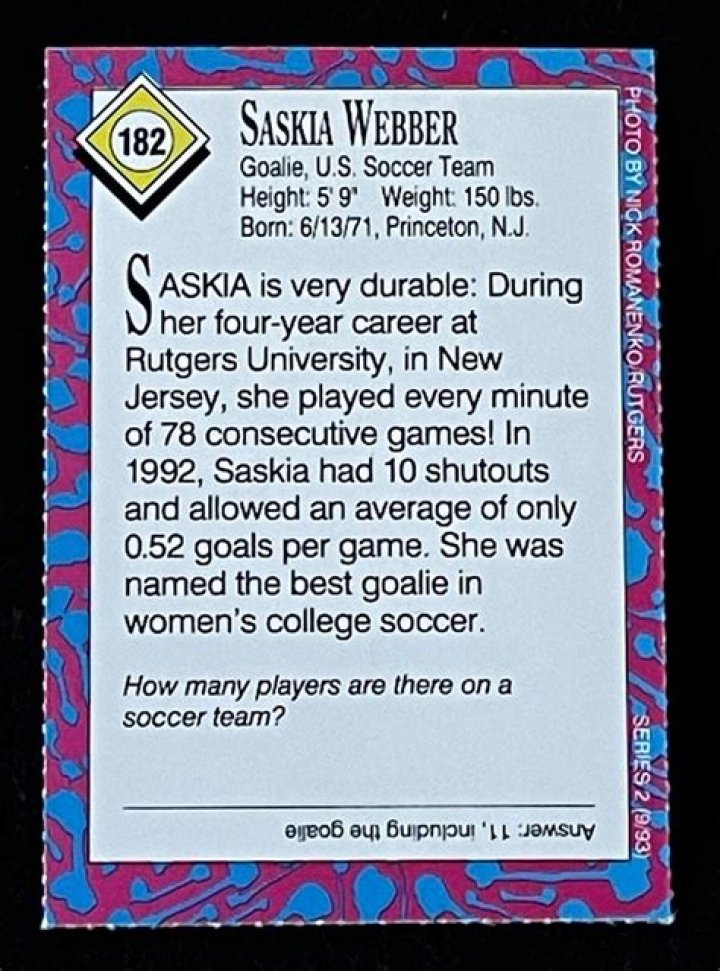 182
SASKIA WEBBER
Goalie, U.S. Soccer Team
Height: 5' 9" Weight: 150 lbs.
Born: 6/13/71, Princeton, N.J.
SASKIA is very durable: During
her four-year career at
Rutgers University, in New
Jersey, she played every minute
of 78 consecutive games! In
1992, Saskia had 10 shutouts
and allowed an average of only
0.52 goals per game. She was
named the best goalie in
women's college soccer.
How many players are there on a
soccer team?
Answer: 11, including the goalie
PHOTO BY NICK ROMANENKO/RUTGERS
SERIES 2 (9/93)